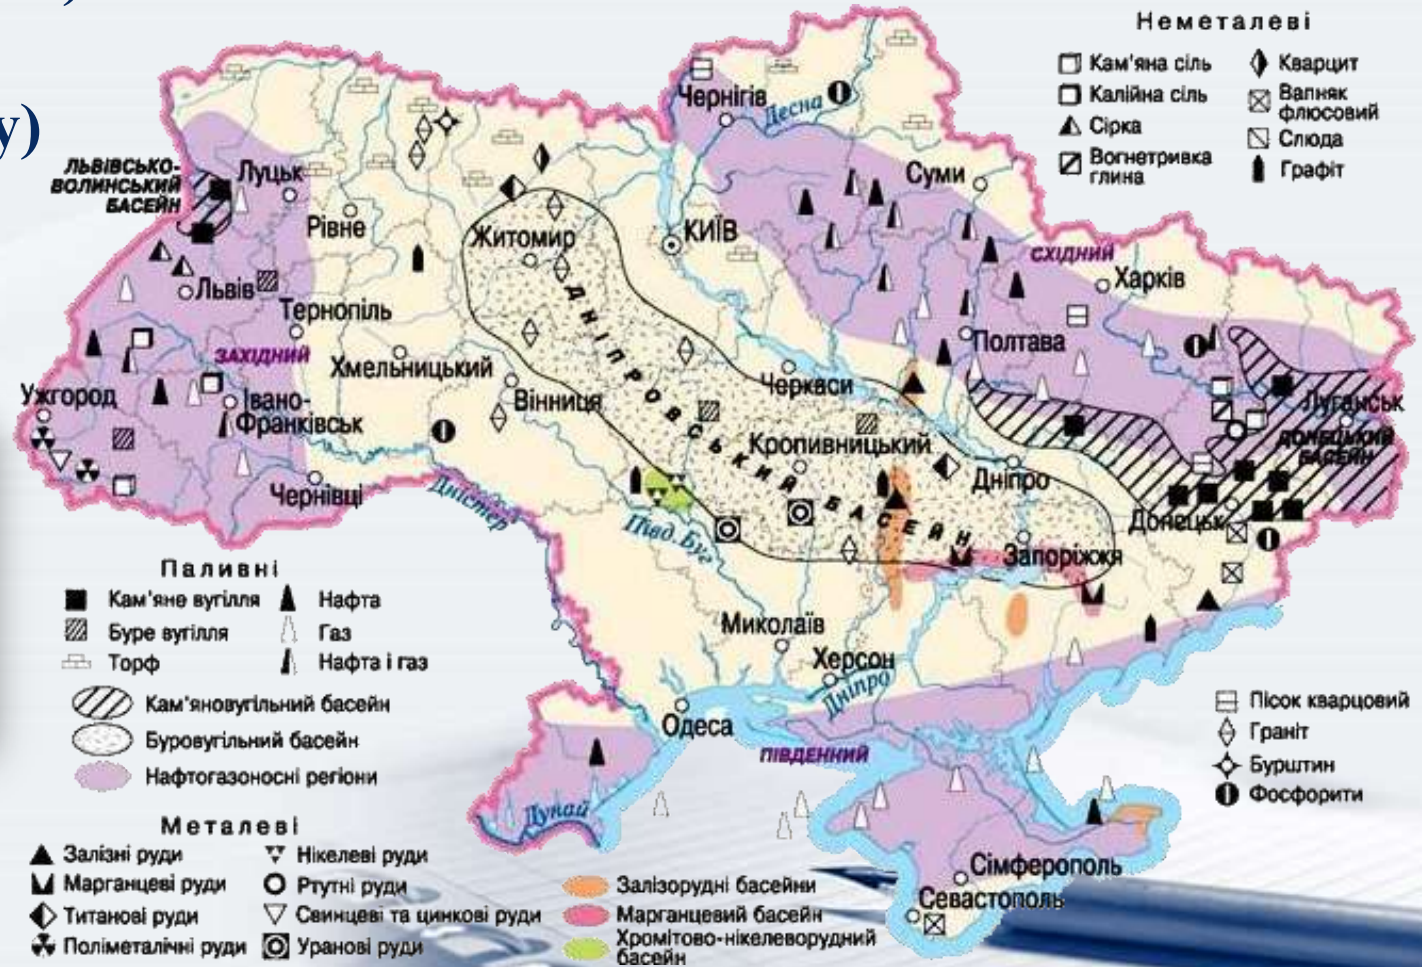 у)
Неметалеві
Кам'яна сіль
Калійна сіль
Сірка
Вогнетривка
глина
Кварцит
Вапняк
флюсовий
Слюда
Графіт
Чернігів
Десна
ЛЬВІВСЬКО-
ВОЛИНСЬКИЙ
БАСЕЙН
Луцьк
Рівне
Житомир
КИЇВ
Суми
СХІДНИЙ
Харків
Львів
Тернопіль
ЗАХІДНИЙ
Хмельницький
Вінниця
ДНІПРОВСЬКИЙ БАСЕЙН
Черкаси
Полтава
Ужгород
Івано-
Франківськ
Чернівці
Дністер
Кропивницький
Дніпро
Луганськ
ДОНЕЦЬКИЙ
БАСЕЙН
Донецьк
Півд. Буг
Запоріжжя
Миколаїв
Херсон
Дніпро
Одеса
ПІВДЕННИЙ
Дунай
Сімферополь
Севастополь
Паливні
Кам'яне вугілля
Буре вугілля
Торф
Нафта
Газ
Нафта і газ
Кам'яновугільний басейн
Буровугільний басейн
Нафтогазоносні регіони
Металеві
Залізні руди
Марганцеві руди
Титанові руди
Поліметалічні руди
Нікелеві руди
Ртутні руди
Свинцеві та цинкові руди
Уранові руди
Залізорудні басейни
Марганцевий басейн
Хромітово-нікелеворудний
басейн
Пісок кварцовий
Граніт
Бурштин
Фосфорити